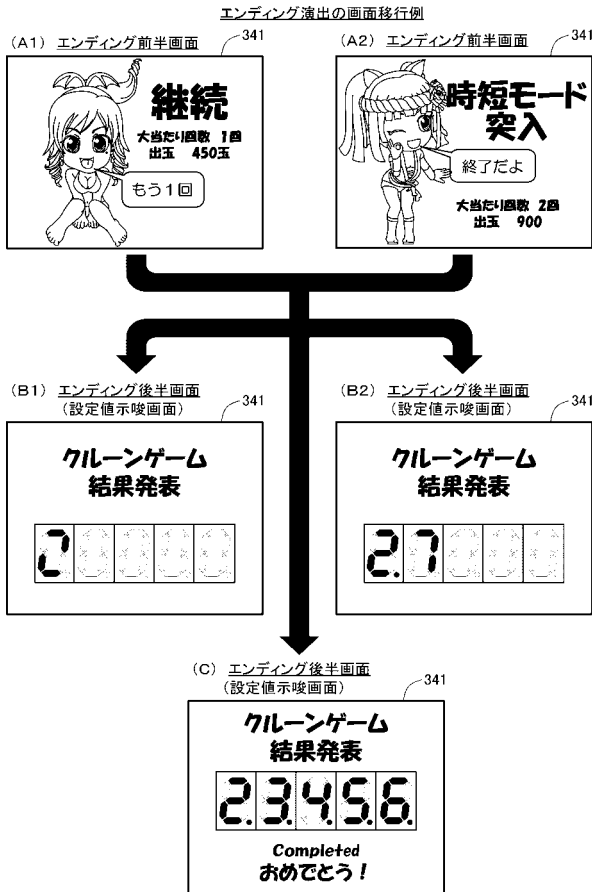 エンディング演出の画面移行例
(A1) エンディング前半画面
341
継続
大当たり回数 1回
出玉 450玉
もう1回
(A2) エンディング前半画面
341
時短モード
突入
終了だよ
大当たり回数 2回
出玉 900
(B1) エンディング後半画面
(設定値示唆画面)
341
クルーンゲーム
結果発表
(B2) エンディング後半画面
(設定値示唆画面)
341
クルーンゲーム
結果発表
2.7
(C) エンディング後半画面
(設定値示唆画面)
341
クルーンゲーム
結果発表
2.3.4.5.6.
Completed
おめでとう!